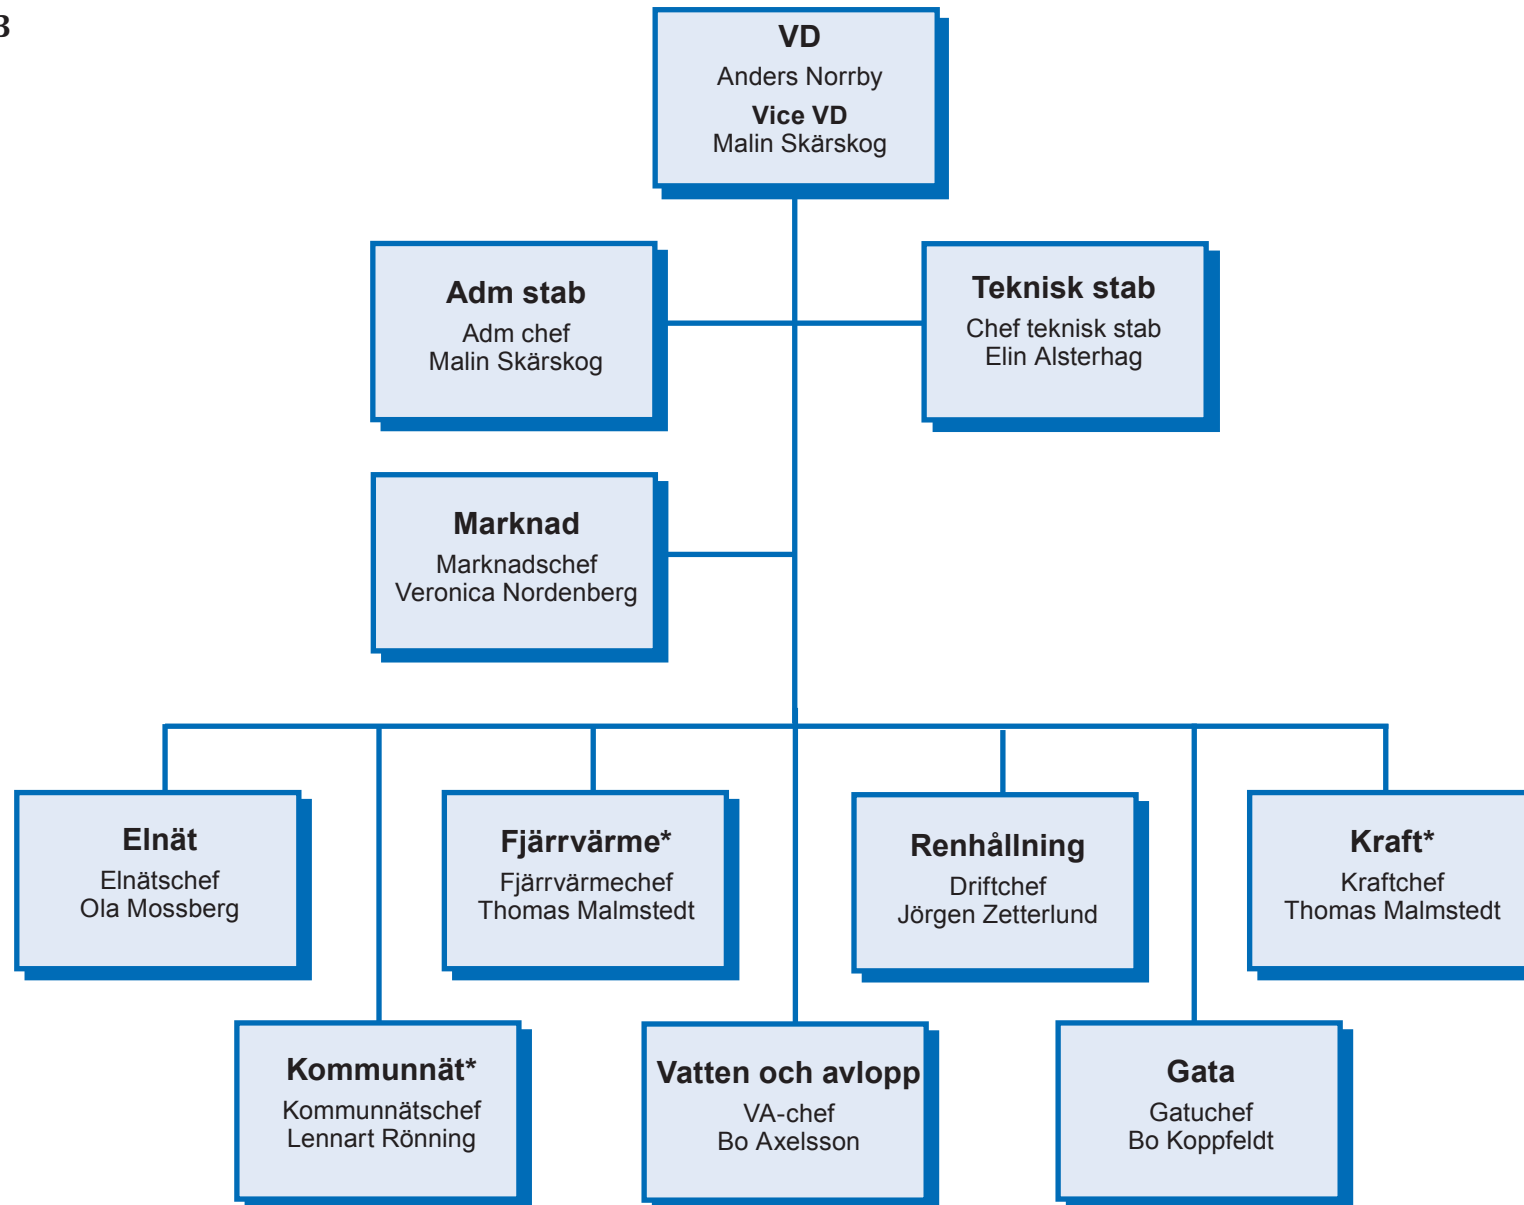 VD
Anders Norrby
Vice VD
Malin Skärskog
Adm stab
Adm chef
Malin Skärskog
Teknisk stab
Chef teknisk stab
Elin Alsterhag
Marknad
Marknadschef
Veronica Nordenberg
Elnät
Elnätschef
Ola Mossberg
Fjärrvärme*
Fjärrvärmechef
Thomas Malmstedt
Renhållning
Driftchef
Jörgen Zetterlund
Kraft*
Kraftchef
Thomas Malmstedt
Kommunnät*
Kommunnätschef
Lennart Rönning
Vatten och avlopp
VA-chef
Bo Axelsson
Gata
Gatuchef
Bo Koppfeldt